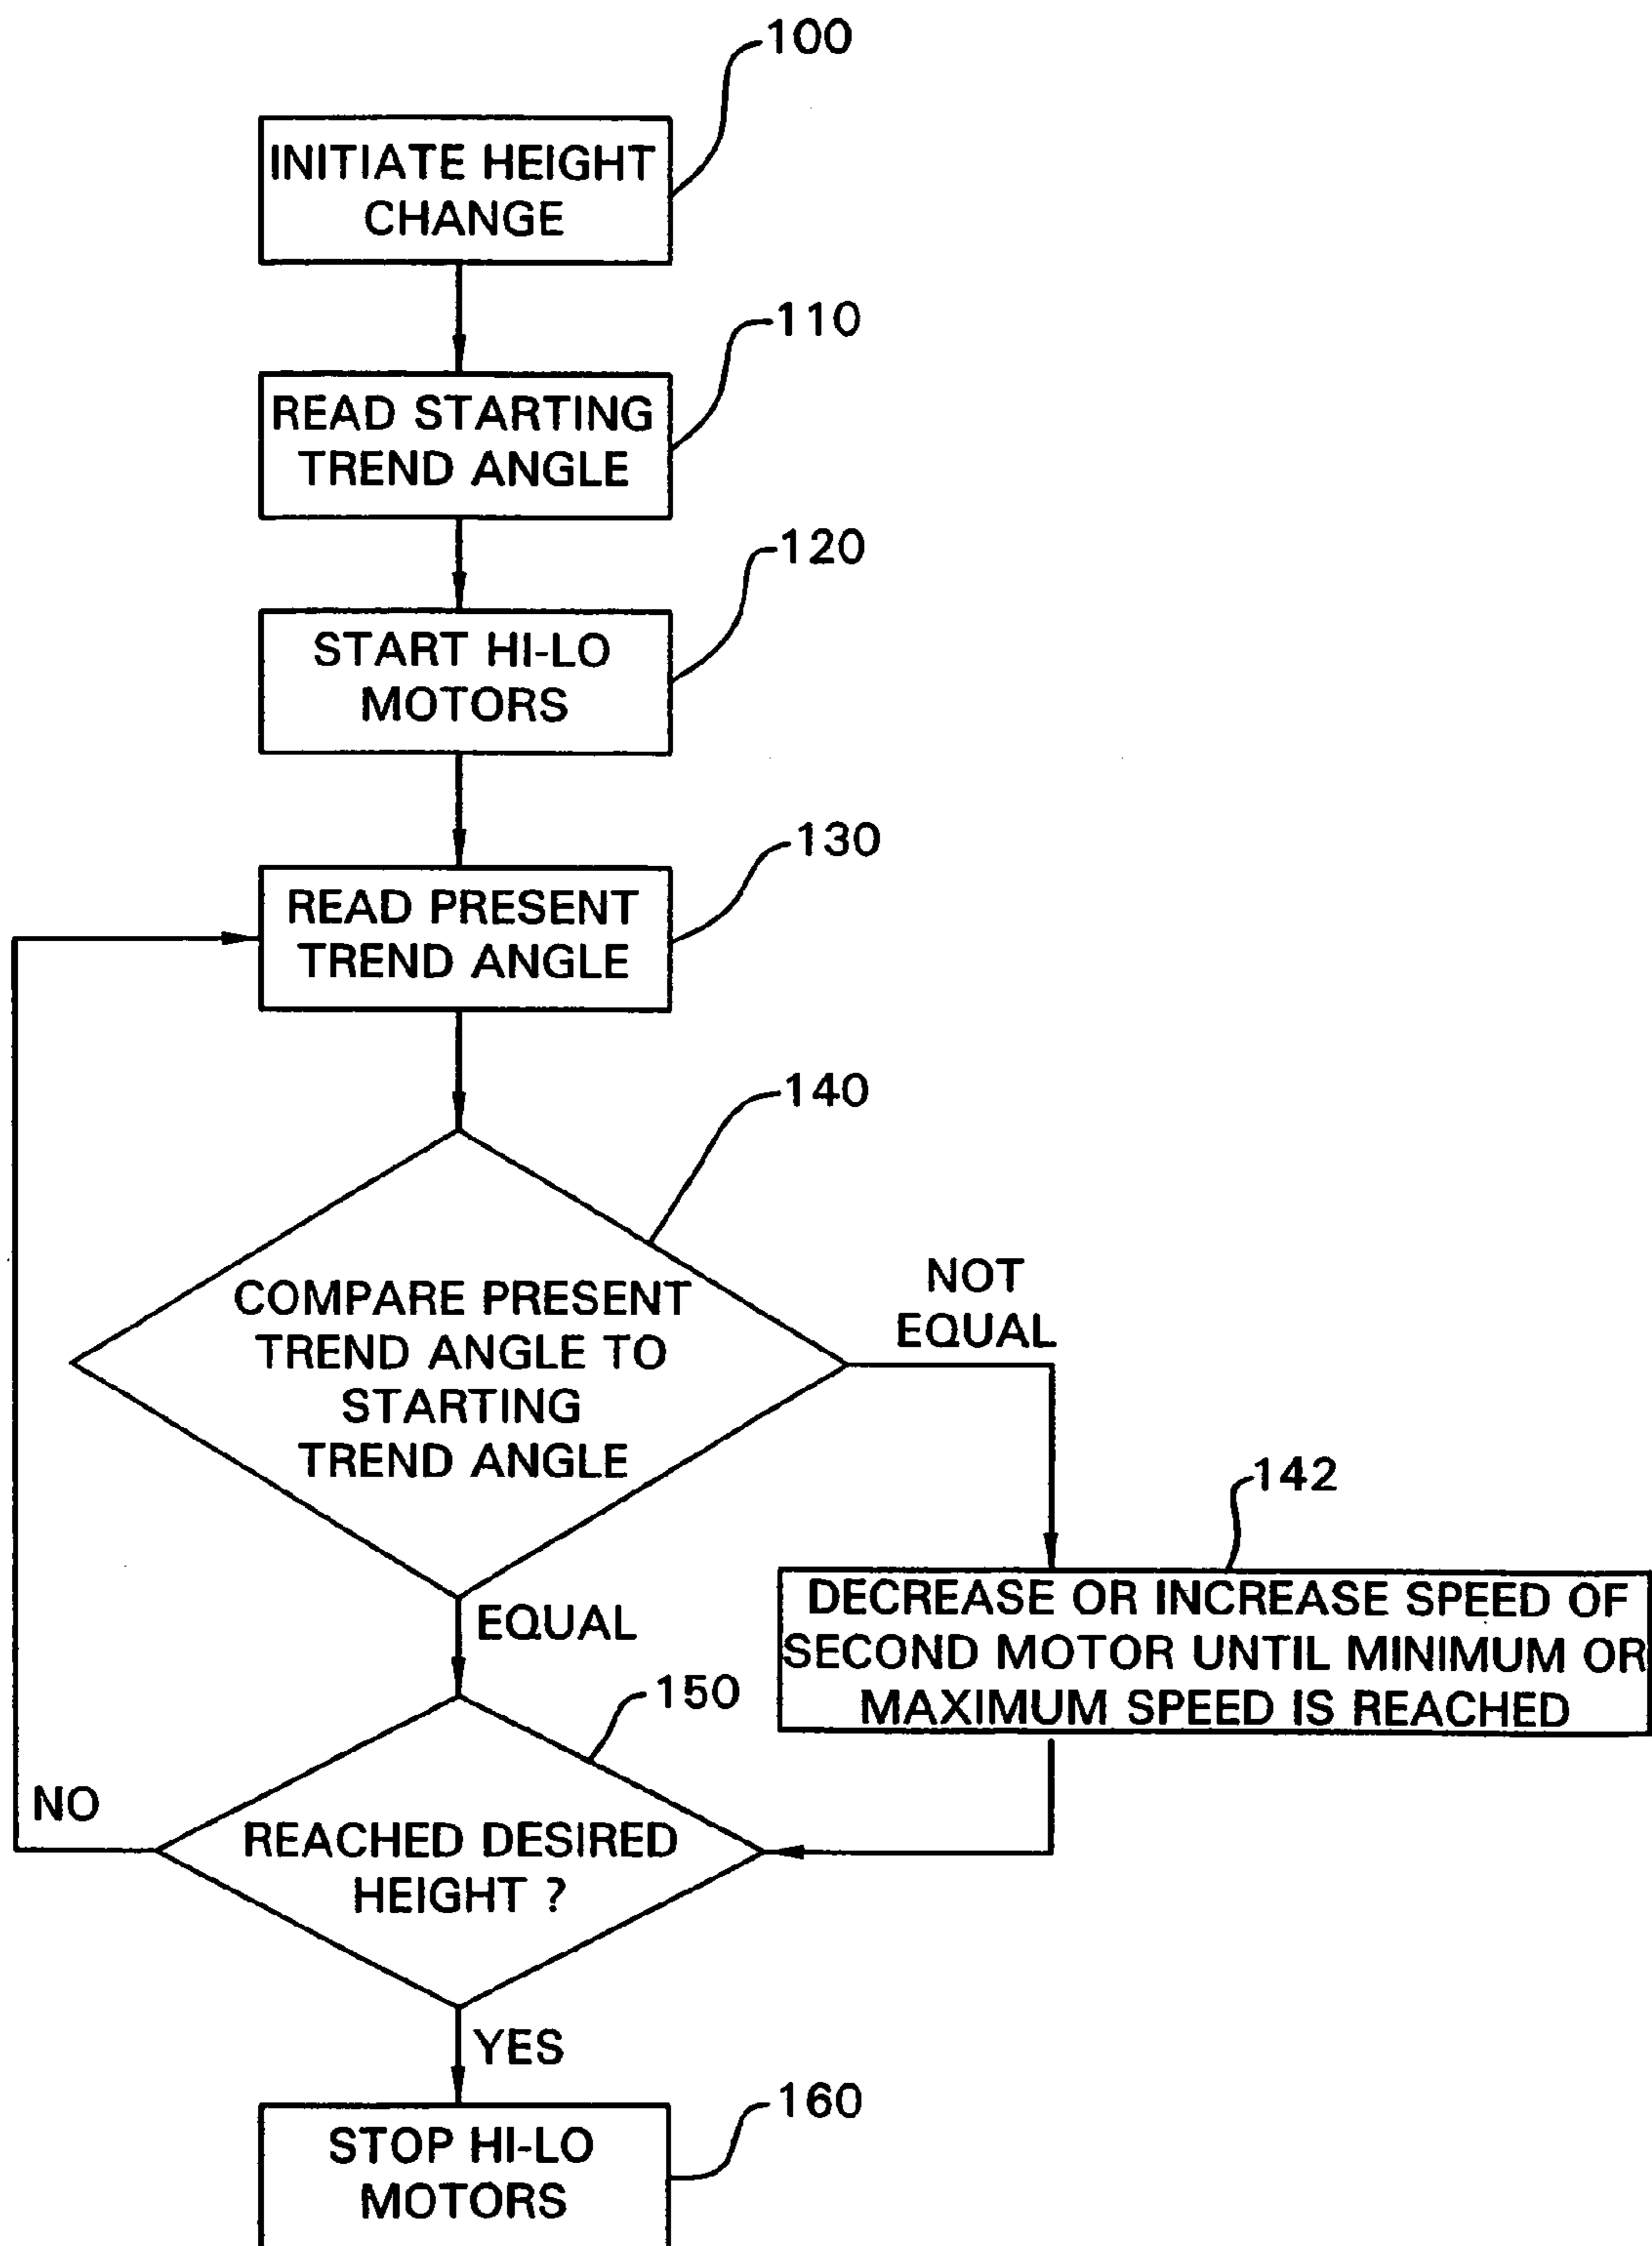 100
INITIATE HEIGHT
CHANGE
110
READ STARTING
TREND ANGLE
120
START HI-LO
MOTORS
130
READ PRESENT
TREND ANGLE
140
COMPARE PRESENT
TREND ANGLE TO
STARTING
TREND ANGLE
NOT
EQUAL
142
DECREASE OR INCREASE SPEED OF
SECOND MOTOR UNTIL MINIMUM OR
MAXIMUM SPEED IS REACHED
EQUAL
150
NO
REACHED DESIRED
HEIGHT ?
YES
160
STOP HI-LO
MOTORS